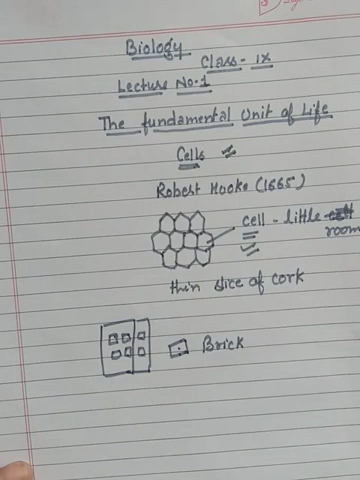 Biology
Class - IX
Lecture No. 1
The fundamental Unit of Life
Cells
Robert Hooke (1665)
cell - little
room
thin slice of cork
Brick